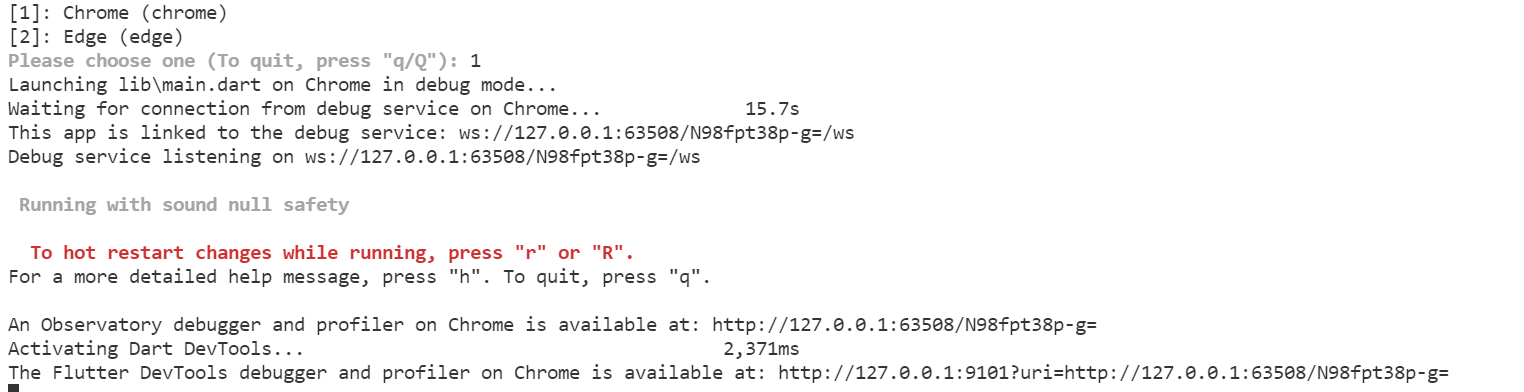 [1]: Chrome (chrome)
[2]: Edge (edge)
Please choose one (To quit, press "q/Q"): 1
Launching lib\main.dart on Chrome in debug mode...
Waiting for connection from debug service on Chrome... 15.7s
This app is linked to the debug service: ws://127.0.0.1:63508/N98fpt38p-g=/ws
Debug service listening on ws://127.0.0.1:63508/N98fpt38p-g=/ws
Running with sound null safety
To hot restart changes while running, press "r" or "R".
For a more detailed help message, press "h". To quit, press "q".
An Observatory debugger and profiler on Chrome is available at: http://127.0.0.1:63508/N98fpt38p-g=
Activating Dart DevTools... 2,371ms
The Flutter DevTools debugger and profiler on Chrome is available at: http://127.0.0.1:9101?uri=http://127.0.0.1:63508/N98fpt38p-g=